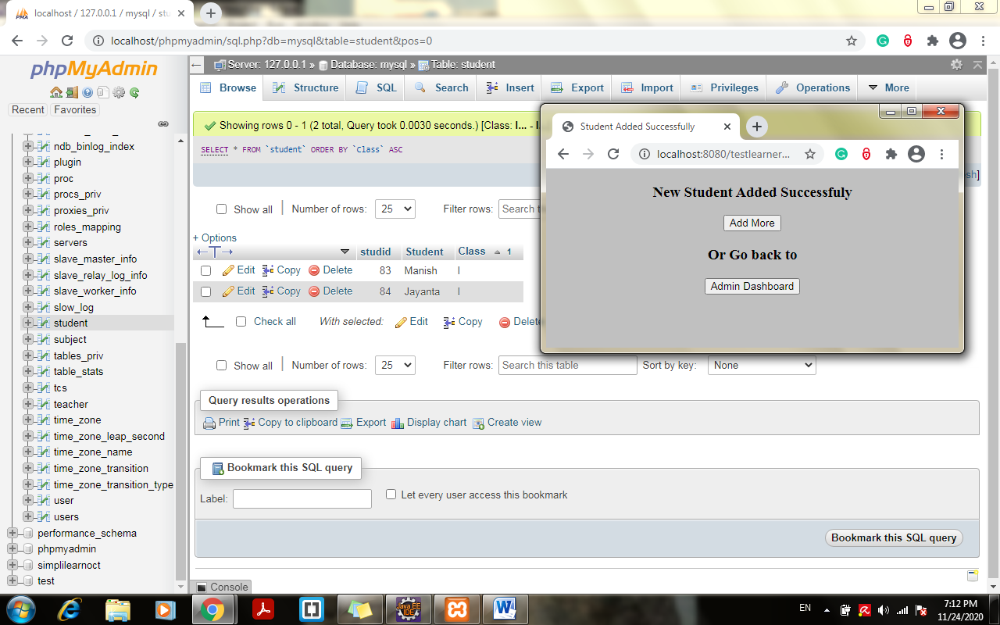 localhost / 127.0.0.1 / mysql / stu
localhost/phpmyadmin/sql.php?db=mysql&table=student&pos=0
phpMyAdmin
Recent Favorites
ndb_binlog_index
plugin
proc
procs_priv
proxies_priv
roles_mapping
servers
slave_master_info
slave_relay_log_info
slave_worker_info
slow_log
student
subject
tables_priv
table_stats
tcs
teacher
time_zone
time_zone_leap_second
time_zone_name
time_zone_transition
time_zone_transition_type
user
users
performance_schema
phpmyadmin
simplilearnoct
test
Server: 127.0.0.1 » Database: mysql » Table: student
Browse Structure SQL Search Insert Export Import Privileges Operations More
Showing rows 0 - 1 (2 total, Query took 0.0030 seconds.) [Class: I... - I
SELECT * FROM `student` ORDER BY `Class` ASC
Show all Number of rows: 25 Filter rows: Search th
+ Options
studid Student Class 1
Edit Copy Delete 83 Manish I
Edit Copy Delete 84 Jayanta I
Check all With selected: Edit Copy Delete
Show all Number of rows: 25 Filter rows: Search this table Sort by key: None
Query results operations
Print Copy to clipboard Export Display chart Create view
Bookmark this SQL query
Label: Let every user access this bookmark
Bookmark this SQL query
Console
Student Added Successfully
localhost:8080/testlearner...
New Student Added Successfuly
Add More
Or Go back to
Admin Dashboard
EN 7:12 PM
11/24/2020